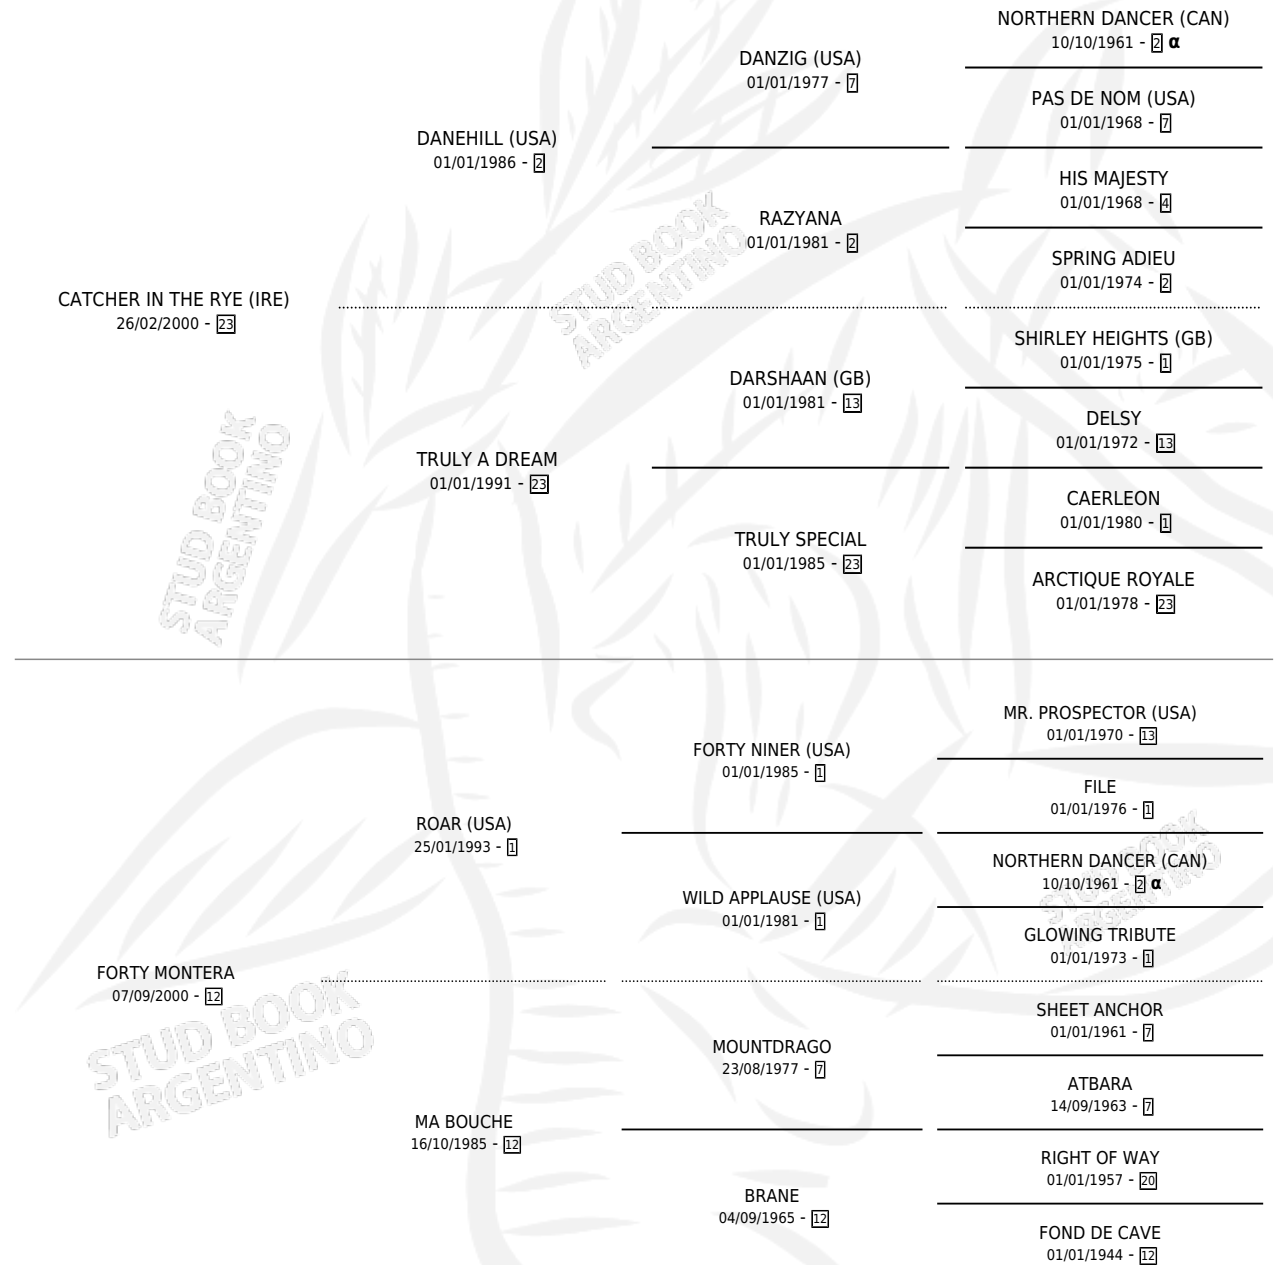 NORTHERN DANCER (CAN)
10/10/1961 - 2 α
DANZIG (USA)
01/01/1977 - 7
PAS DE NOM (USA)
01/01/1968 - 7
DANEHILL (USA)
01/01/1986 - 2
HIS MAJESTY
01/01/1968 - 4
RAZYANA
01/01/1981 - 2
SPRING ADIEU
01/01/1974 - 2
CATCHER IN THE RYE (IRE)
26/02/2000 - 23
SHIRLEY HEIGHTS (GB)
01/01/1975 - 1
DARSHAAN (GB)
01/01/1981 - 13
DELSY
01/01/1972 - 13
TRULY A DREAM
01/01/1991 - 23
CAERLEON
01/01/1980 - 1
TRULY SPECIAL
01/01/1985 - 23
ARCTIQUE ROYALE
01/01/1978 - 23
STUD BOOK
ARGENTINO
STUD BOOK
ARGENTINO
MR. PROSPECTOR (USA)
01/01/1970 - 13
FORTY NINER (USA)
01/01/1985 - 1
FILE
01/01/1976 - 1
ROAR (USA)
25/01/1993 - 1
NORTHERN DANCER (CAN)
10/10/1961 - 2 α
WILD APPLAUSE (USA)
01/01/1981 - 1
GLOWING TRIBUTE
01/01/1973 - 1
FORTY MONTERA
07/09/2000 - 12
SHEET ANCHOR
01/01/1961 - 7
MOUNTDRAGO
23/08/1977 - 7
ATBARA
14/09/1963 - 7
MA BOUCHE
16/10/1985 - 12
RIGHT OF WAY
01/01/1957 - 20
BRANE
04/09/1965 - 12
FOND DE CAVE
01/01/1944 - 12
STUD BOOK
ARGENTINO
STUD BOOK
ARGENTINO